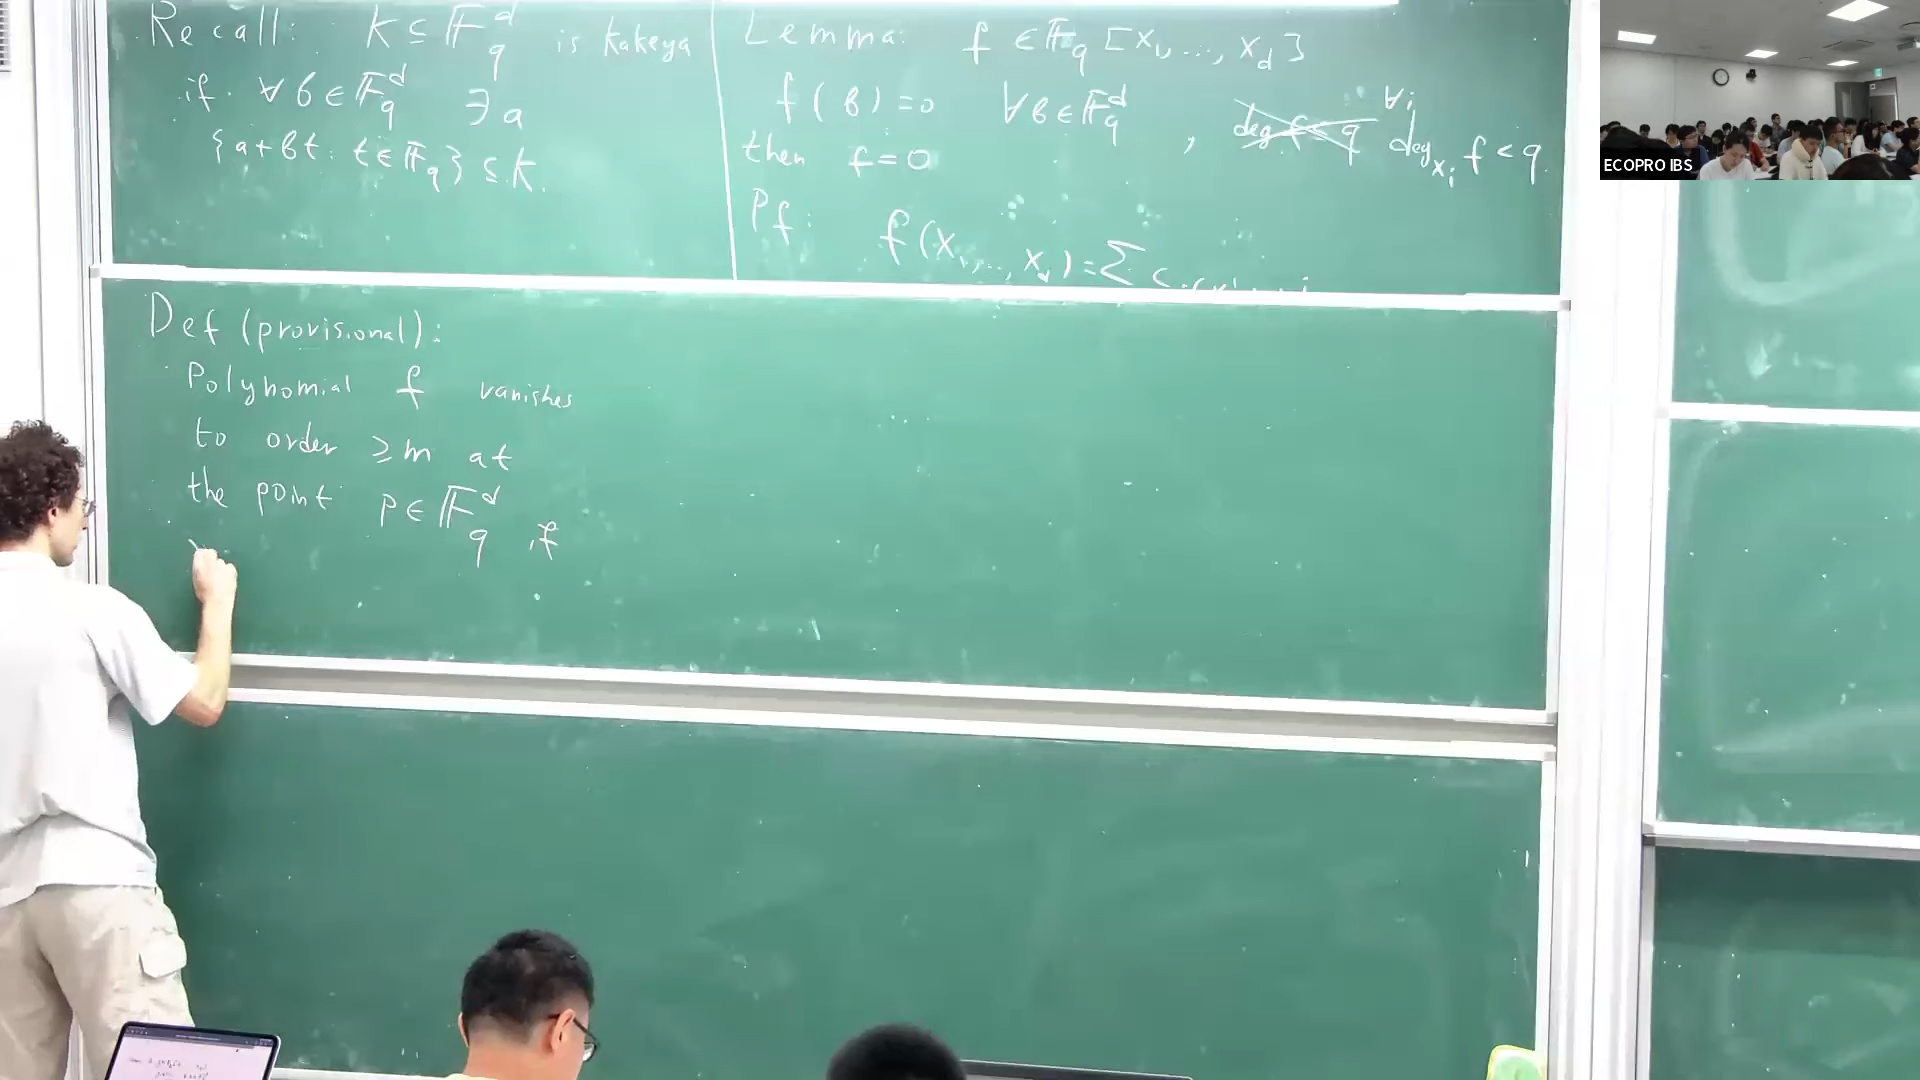 Recall: K ⊆ 𝔽_q^d is Kakeya
if ∀ b ∈ 𝔽_q^d ∃ a
{a+bt : t ∈ 𝔽_q} ⊆ K.
Lemma: f ∈ 𝔽_q [x_1, ..., x_d]
f(b) = 0 ∀ b ∈ 𝔽_q^d , deg f < q ∀i deg_{x_i} f < q
then f = 0
Pf: f(x_1, ..., x_d) = Σ
Def (provisional):
Polynomial f vanishes
to order ≥ m at
the point p ∈ 𝔽_q^d if
ECOPRO IBS